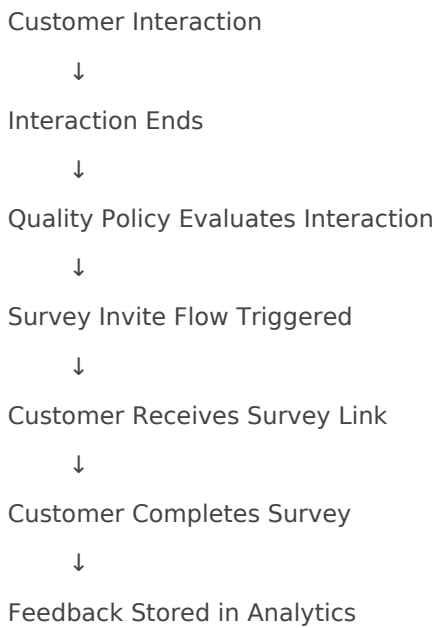 Customer Interaction
↓
Interaction Ends
↓
Quality Policy Evaluates Interaction
↓
Survey Invite Flow Triggered
↓
Customer Receives Survey Link
↓
Customer Completes Survey
↓
Feedback Stored in Analytics